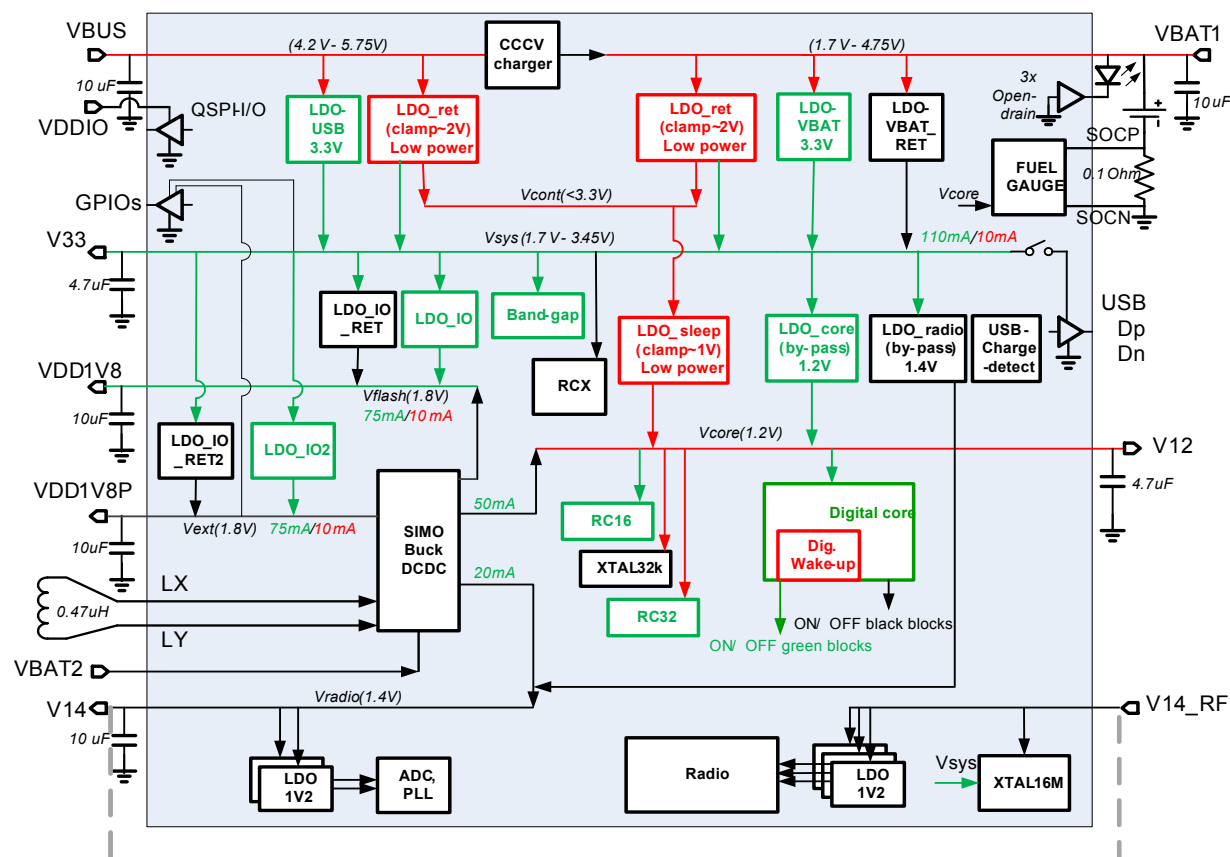 VBUS
(4.2 V - 5.75V)
CCCV
charger
(1.7 V - 4.75V)
VBAT1
10 uF
QSPI-I/O
VDDIO
LDO-
USB
3.3V
LDO_ret
(clamp~2V)
Low power
LDO_ret
(clamp~2V)
Low power
LDO-
VBAT
3.3V
LDO-
VBAT_
RET
3x
Open-
drain
10uF
SOCP
FUEL
GAUGE
0.1 Ohm
SOCN
Vcore
GPIOs
Vcont(<3.3V)
V33
Vsys(1.7V - 3.45V)
110mA/10mA
4.7uF
LDO_IO
_RET
LDO_IO
Band-gap
RCX
LDO_sleep
(clamp~1V)
Low power
LDO_core
(by-pass)
1.2V
LDO_radio
(by-pass)
1.4V
USB-
Charge
-detect
USB
Dp
Dn
VDD1V8
Vflash(1.8V)
75mA/10 mA
10uF
LDO_IO
_RET2
LDO_IO2
Vcore(1.2V)
V12
4.7uF
VDD1V8P
Vext(1.8V)
75mA/10 mA
10uF
SIMO
Buck
DCDC
50mA
20mA
RC16
XTAL32k
RC32
Digital core
Dig.
Wake-up
ON/ OFF black blocks
ON/ OFF green blocks
0.47uH
LX
LY
VBAT2
V14
Vradio(1.4V)
V14_RF
10 uF
LDO
1V2
ADC,
PLL
Radio
LDO
1V2
Vsys
XTAL16M